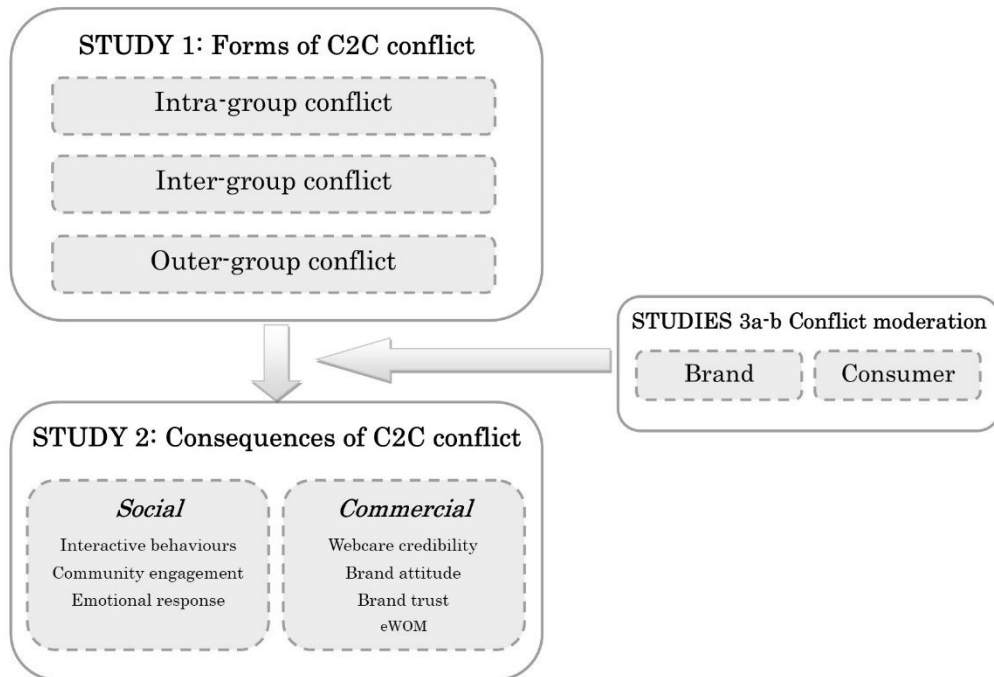 STUDY 1: Forms of C2C conflict
Intra-group conflict
Inter-group conflict
Outer-group conflict
STUDIES 3a-b Conflict moderation
Brand
Consumer
STUDY 2: Consequences of C2C conflict
Social
Interactive behaviours
Community engagement
Emotional response
Commercial
Webcare credibility
Brand attitude
Brand trust
eWOM